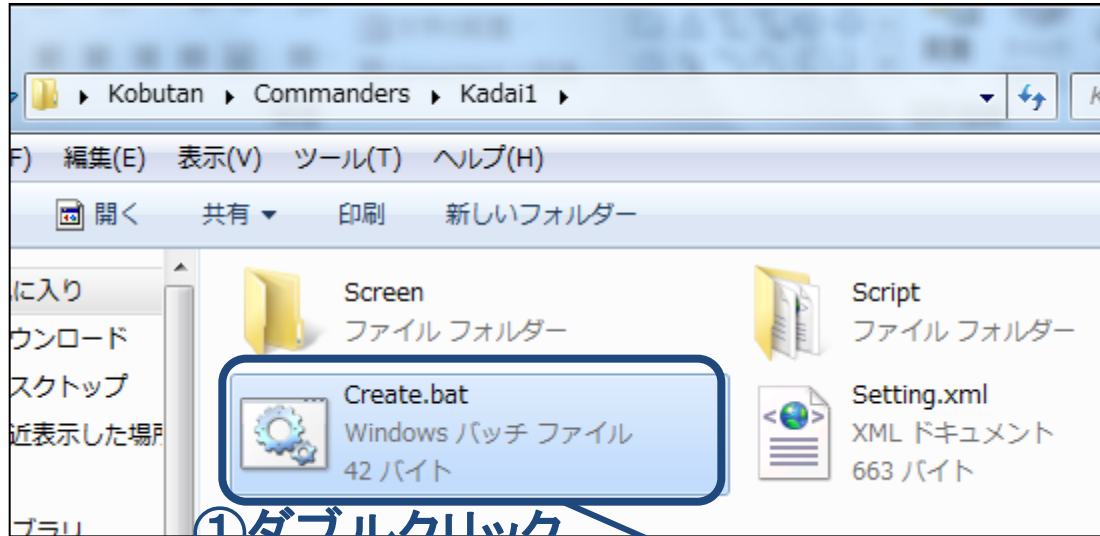 Kobutan Commanders Kadai1
F) 編集(E) 表示(V) ツール(T) ヘルプ(H)
開く 共有 印刷 新しいフォルダー
に入り
ウンロード
スクトップ
近表示した場所
ブラリ
Screen
ファイル フォルダー
Script
ファイル フォルダー
Create.bat
Windows バッチ ファイル
42 バイト
Setting.xml
XML ドキュメント
663 バイト
①ダブルクリック